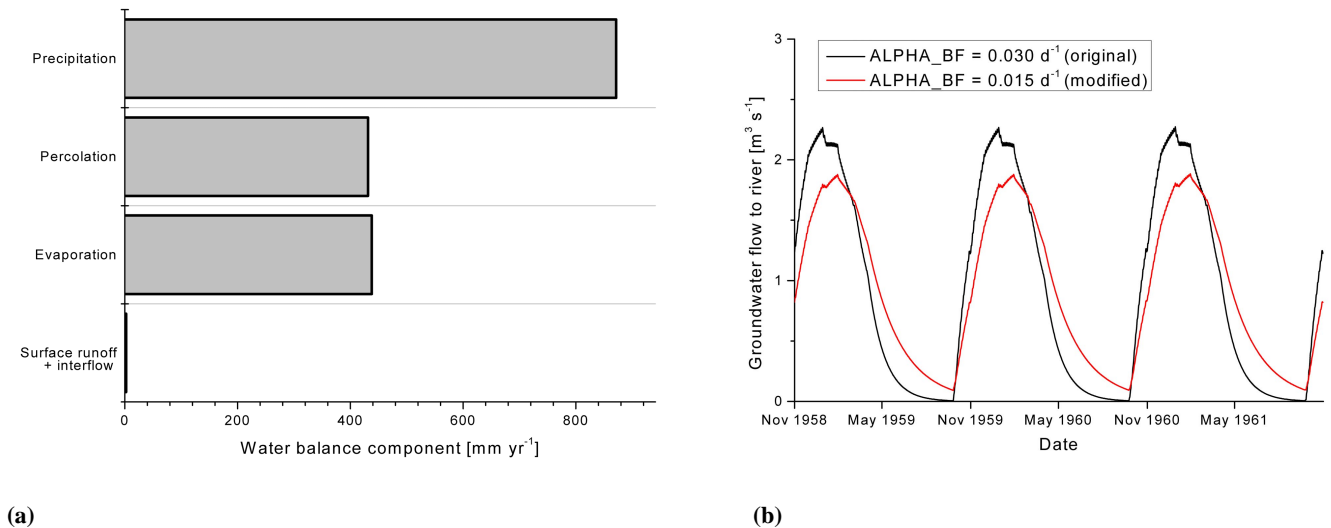 Precipitation
Percolation
Evaporation
Surface runoff
+ interflow
0 200 400 600 800
Water balance component [mm yr⁻¹]
(a)
ALPHA_BF = 0.030 d⁻¹ (original)
ALPHA_BF = 0.015 d⁻¹ (modified)
Groundwater flow to river [m³ s⁻¹]
3
2
1
0
Nov 1958 May 1959 Nov 1959 May 1960 Nov 1960 May 1961
Date
(b)